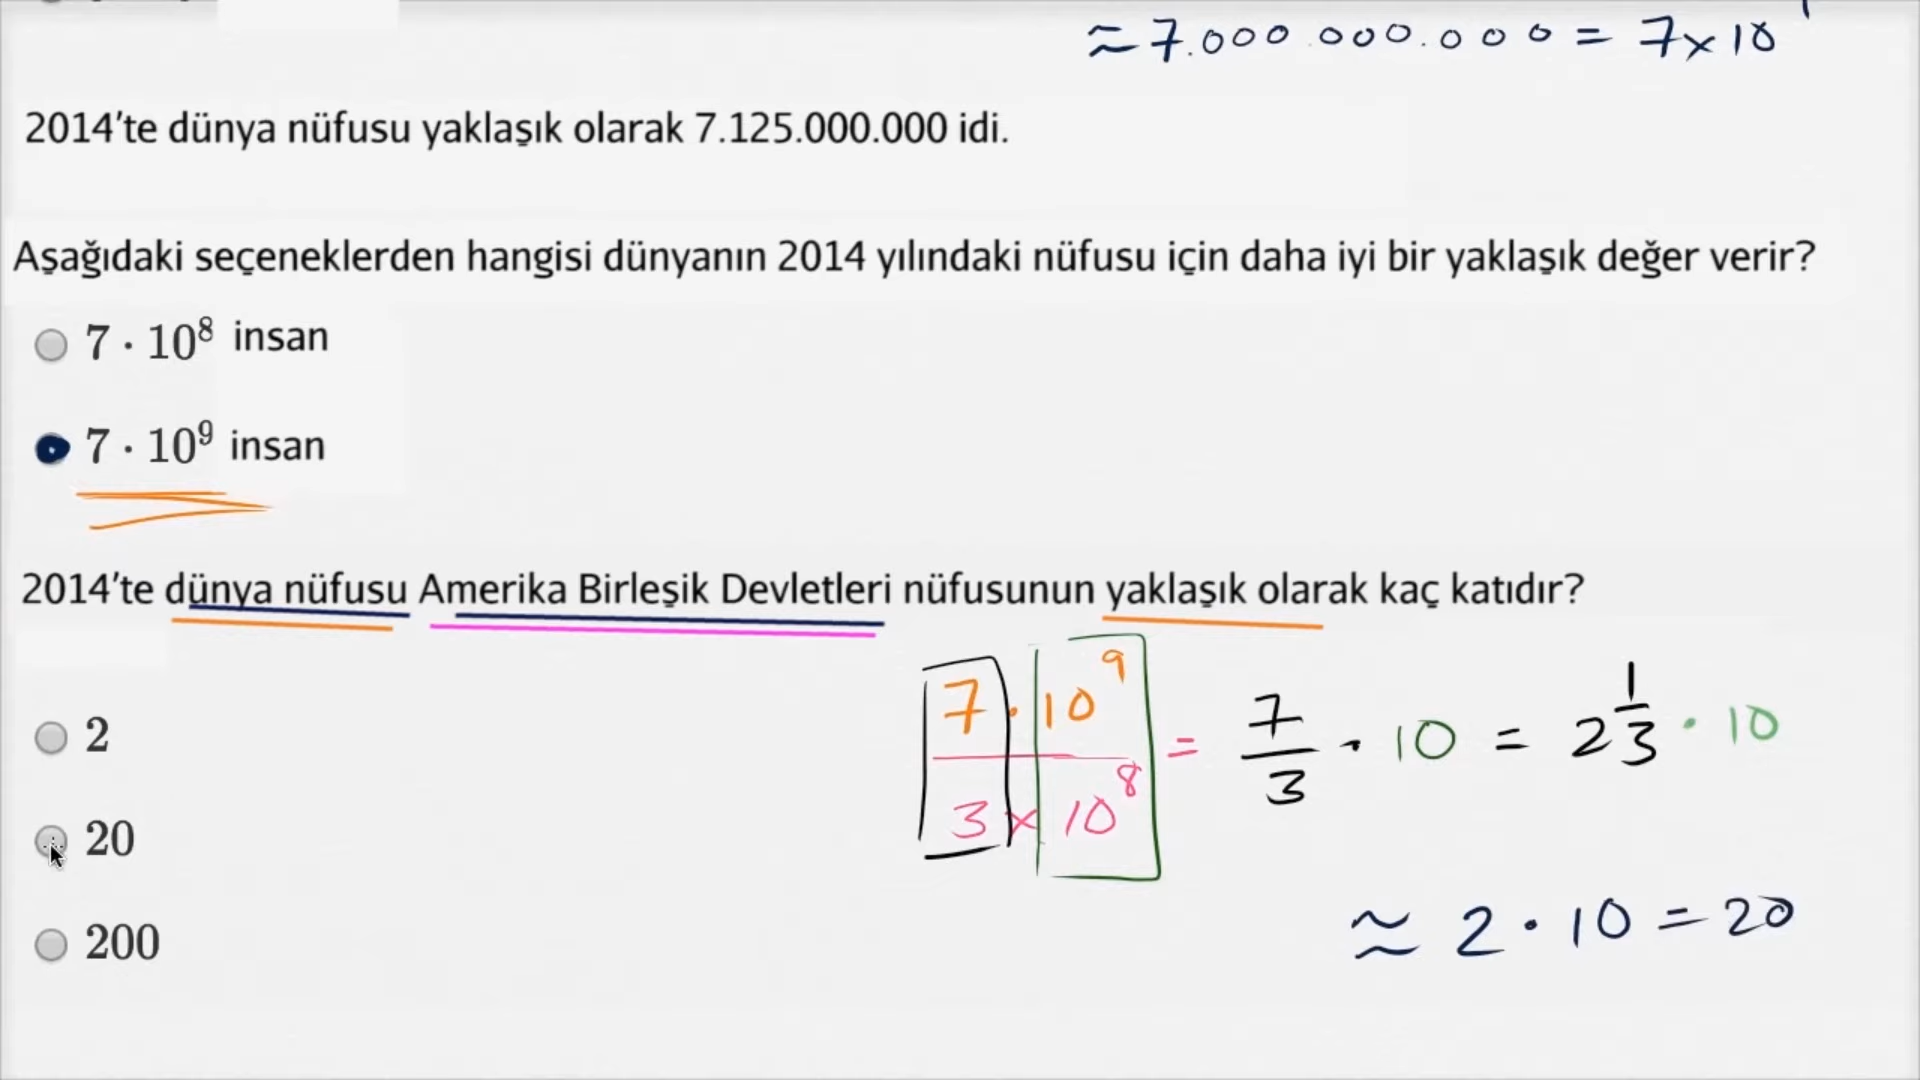 ≈ 7.000.000.000 = 7 × 10
2014'te dünya nüfusu yaklaşık olarak 7.125.000.000 idi.
Aşağıdaki seçeneklerden hangisi dünyanın 2014 yılındaki nüfusu için daha iyi bir yaklaşık değer verir?
7 · 10⁸ insan
7 · 10⁹ insan
2014'te dünya nüfusu Amerika Birleşik Devletleri nüfusunun yaklaşık olarak kaç katıdır?
7 · 10⁹ / 3 × 10⁸ = 7/3 · 10 = 2 1/3 · 10
2
20
≈ 2 · 10 = 20
200